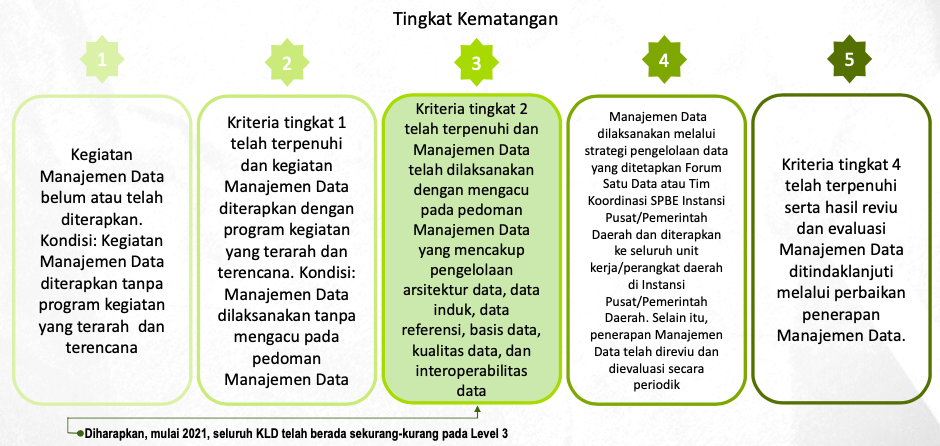 Tingkat Kematangan
1
Kegiatan
Manajemen Data
belum atau telah
diterapkan.
Kondisi: Kegiatan
Manajemen Data
diterapkan tanpa
program kegiatan
yang terarah dan
terencana
2
Kriteria tingkat 1
telah terpenuhi
dan kegiatan
Manajemen Data
diterapkan dengan
program kegiatan
yang terarah dan
terencana. Kondisi:
Manajemen Data
dilaksanakan tanpa
mengacu pada
pedoman
Manajemen Data
3
Kriteria tingkat 2
telah terpenuhi dan
Manajemen Data
telah dilaksanakan
dengan mengacu
pada pedoman
Manajemen Data
yang mencakup
pengelolaan
arsitektur data, data
induk, data
referensi, basis data,
kualitas data, dan
interoperabilitas
data
4
Manajemen Data
dilaksanakan melalui
strategi pengelolaan data
yang ditetapkan Forum
Satu Data atau Tim
Koordinasi SPBE Instansi
Pusat/Pemerintah
Daerah dan diterapkan
ke seluruh unit
kerja/perangkat daerah
di Instansi
Pusat/Pemerintah
Daerah. Selain itu,
penerapan Manajemen
Data telah direviu dan
dievaluasi secara
periodik
5
Kriteria tingkat 4
telah terpenuhi
serta hasil reviu
dan evaluasi
Manajemen Data
ditindaklanjuti
melalui perbaikan
penerapan
Manajemen Data.
Diharapkan, mulai 2021, seluruh KLD telah berada sekurang-kurang pada Level 3